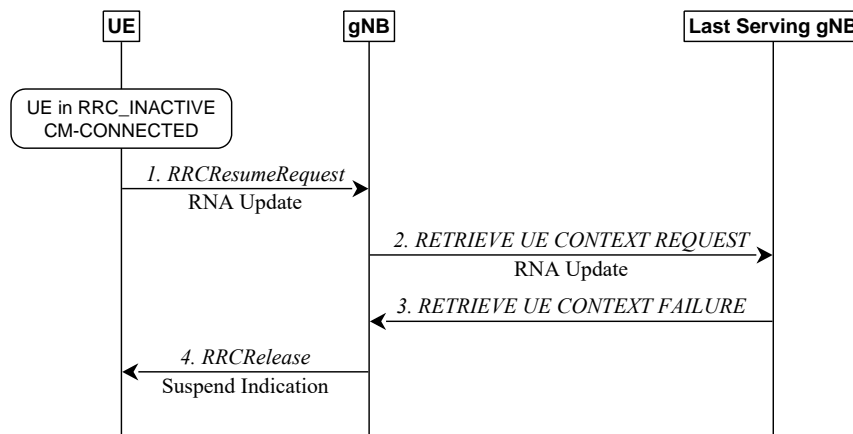 UE
gNB
Last Serving gNB
UE in RRC_INACTIVE
CM-CONNECTED
1. RRCResumeRequest
RNA Update
2. RETRIEVE UE CONTEXT REQUEST
RNA Update
3. RETRIEVE UE CONTEXT FAILURE
4. RRCRelease
Suspend Indication